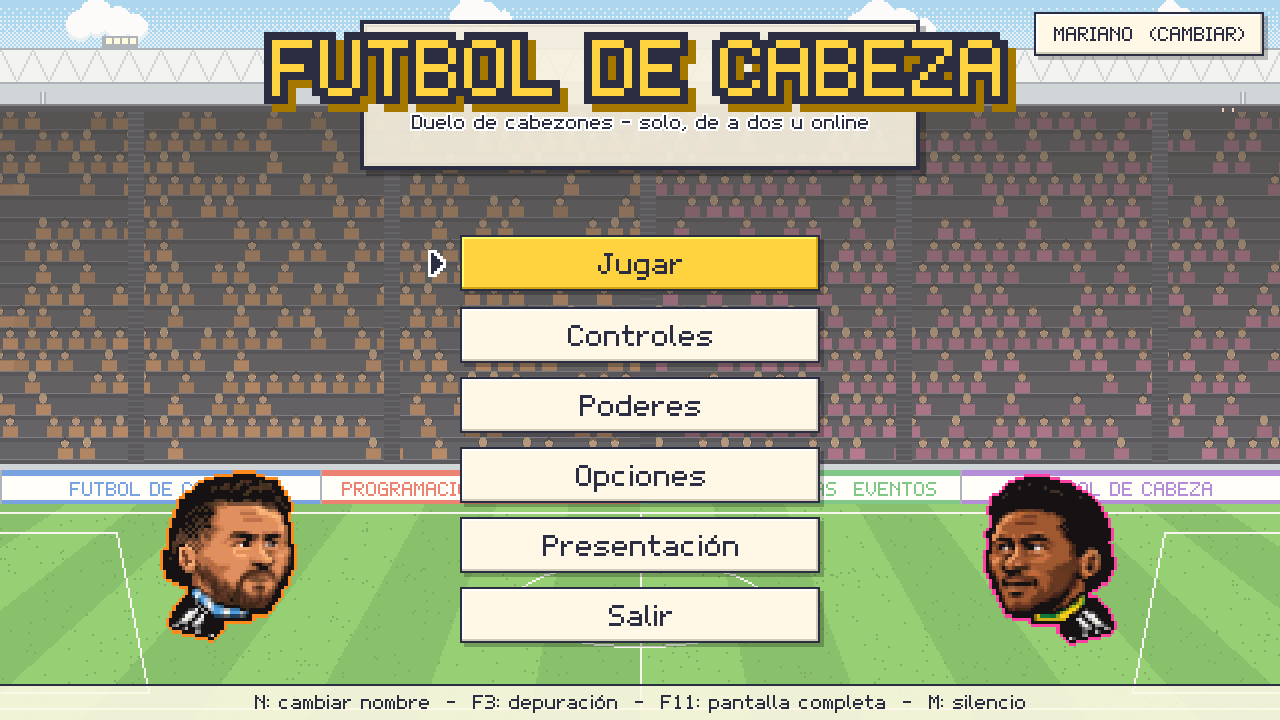 MARIANO (CAMBIAR)
FUTBOL DE CABEZA
Duelo de cabezones - solo, de a dos u online
Jugar
Controles
Poderes
Opciones
FUTBOL DE
EVENTOS
DE CABEZA
Presentación
Salir
N: cambiar nombre - F3: depuración - F11: pantalla completa - M: silencio